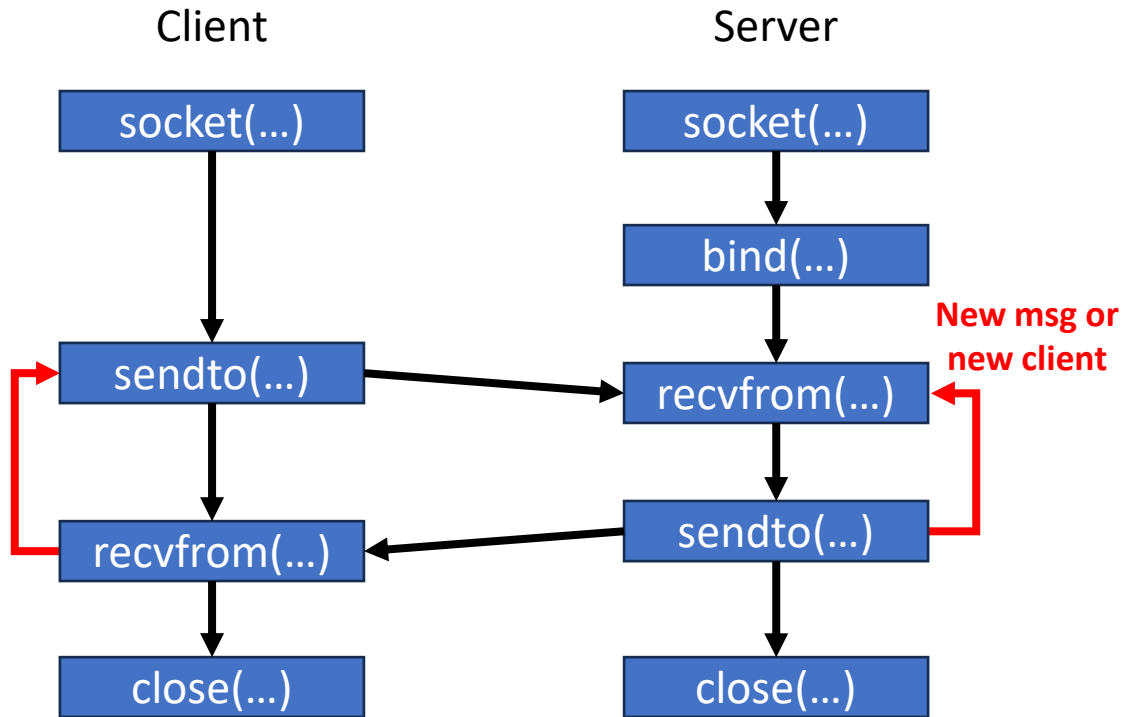 Client
Server
socket(…)
socket(…)
bind(…)
New msg or
new client
sendto(…)
recvfrom(…)
recvfrom(…)
sendto(…)
close(…)
close(…)